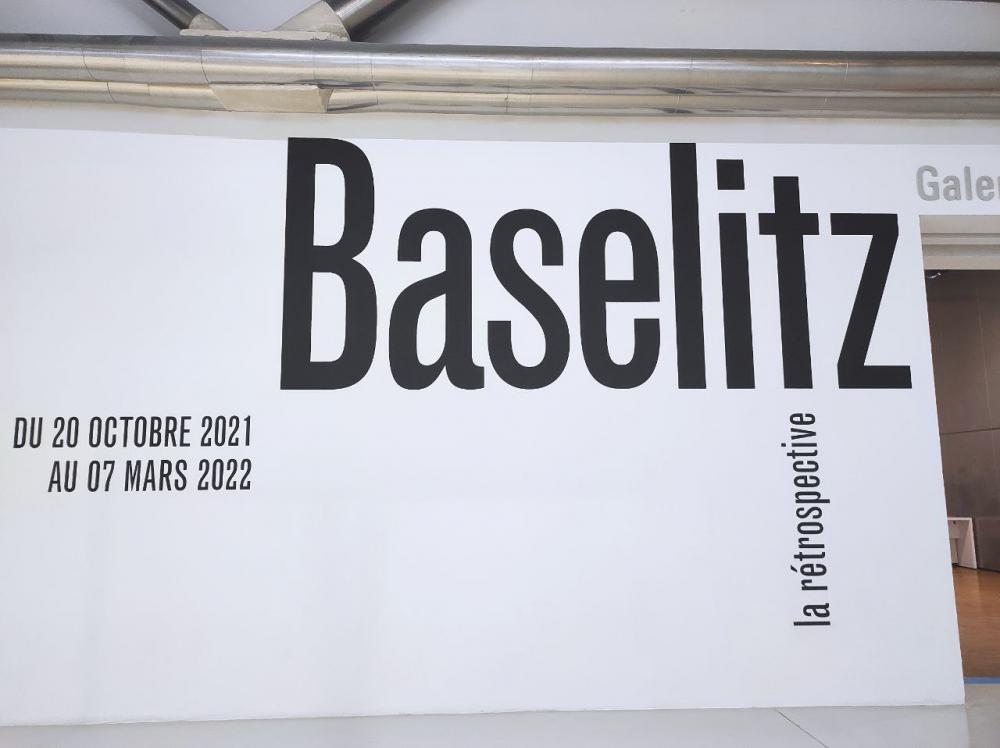 Baselitz
DU 20 OCTOBRE 2021
AU 07 MARS 2022
la rétrospective